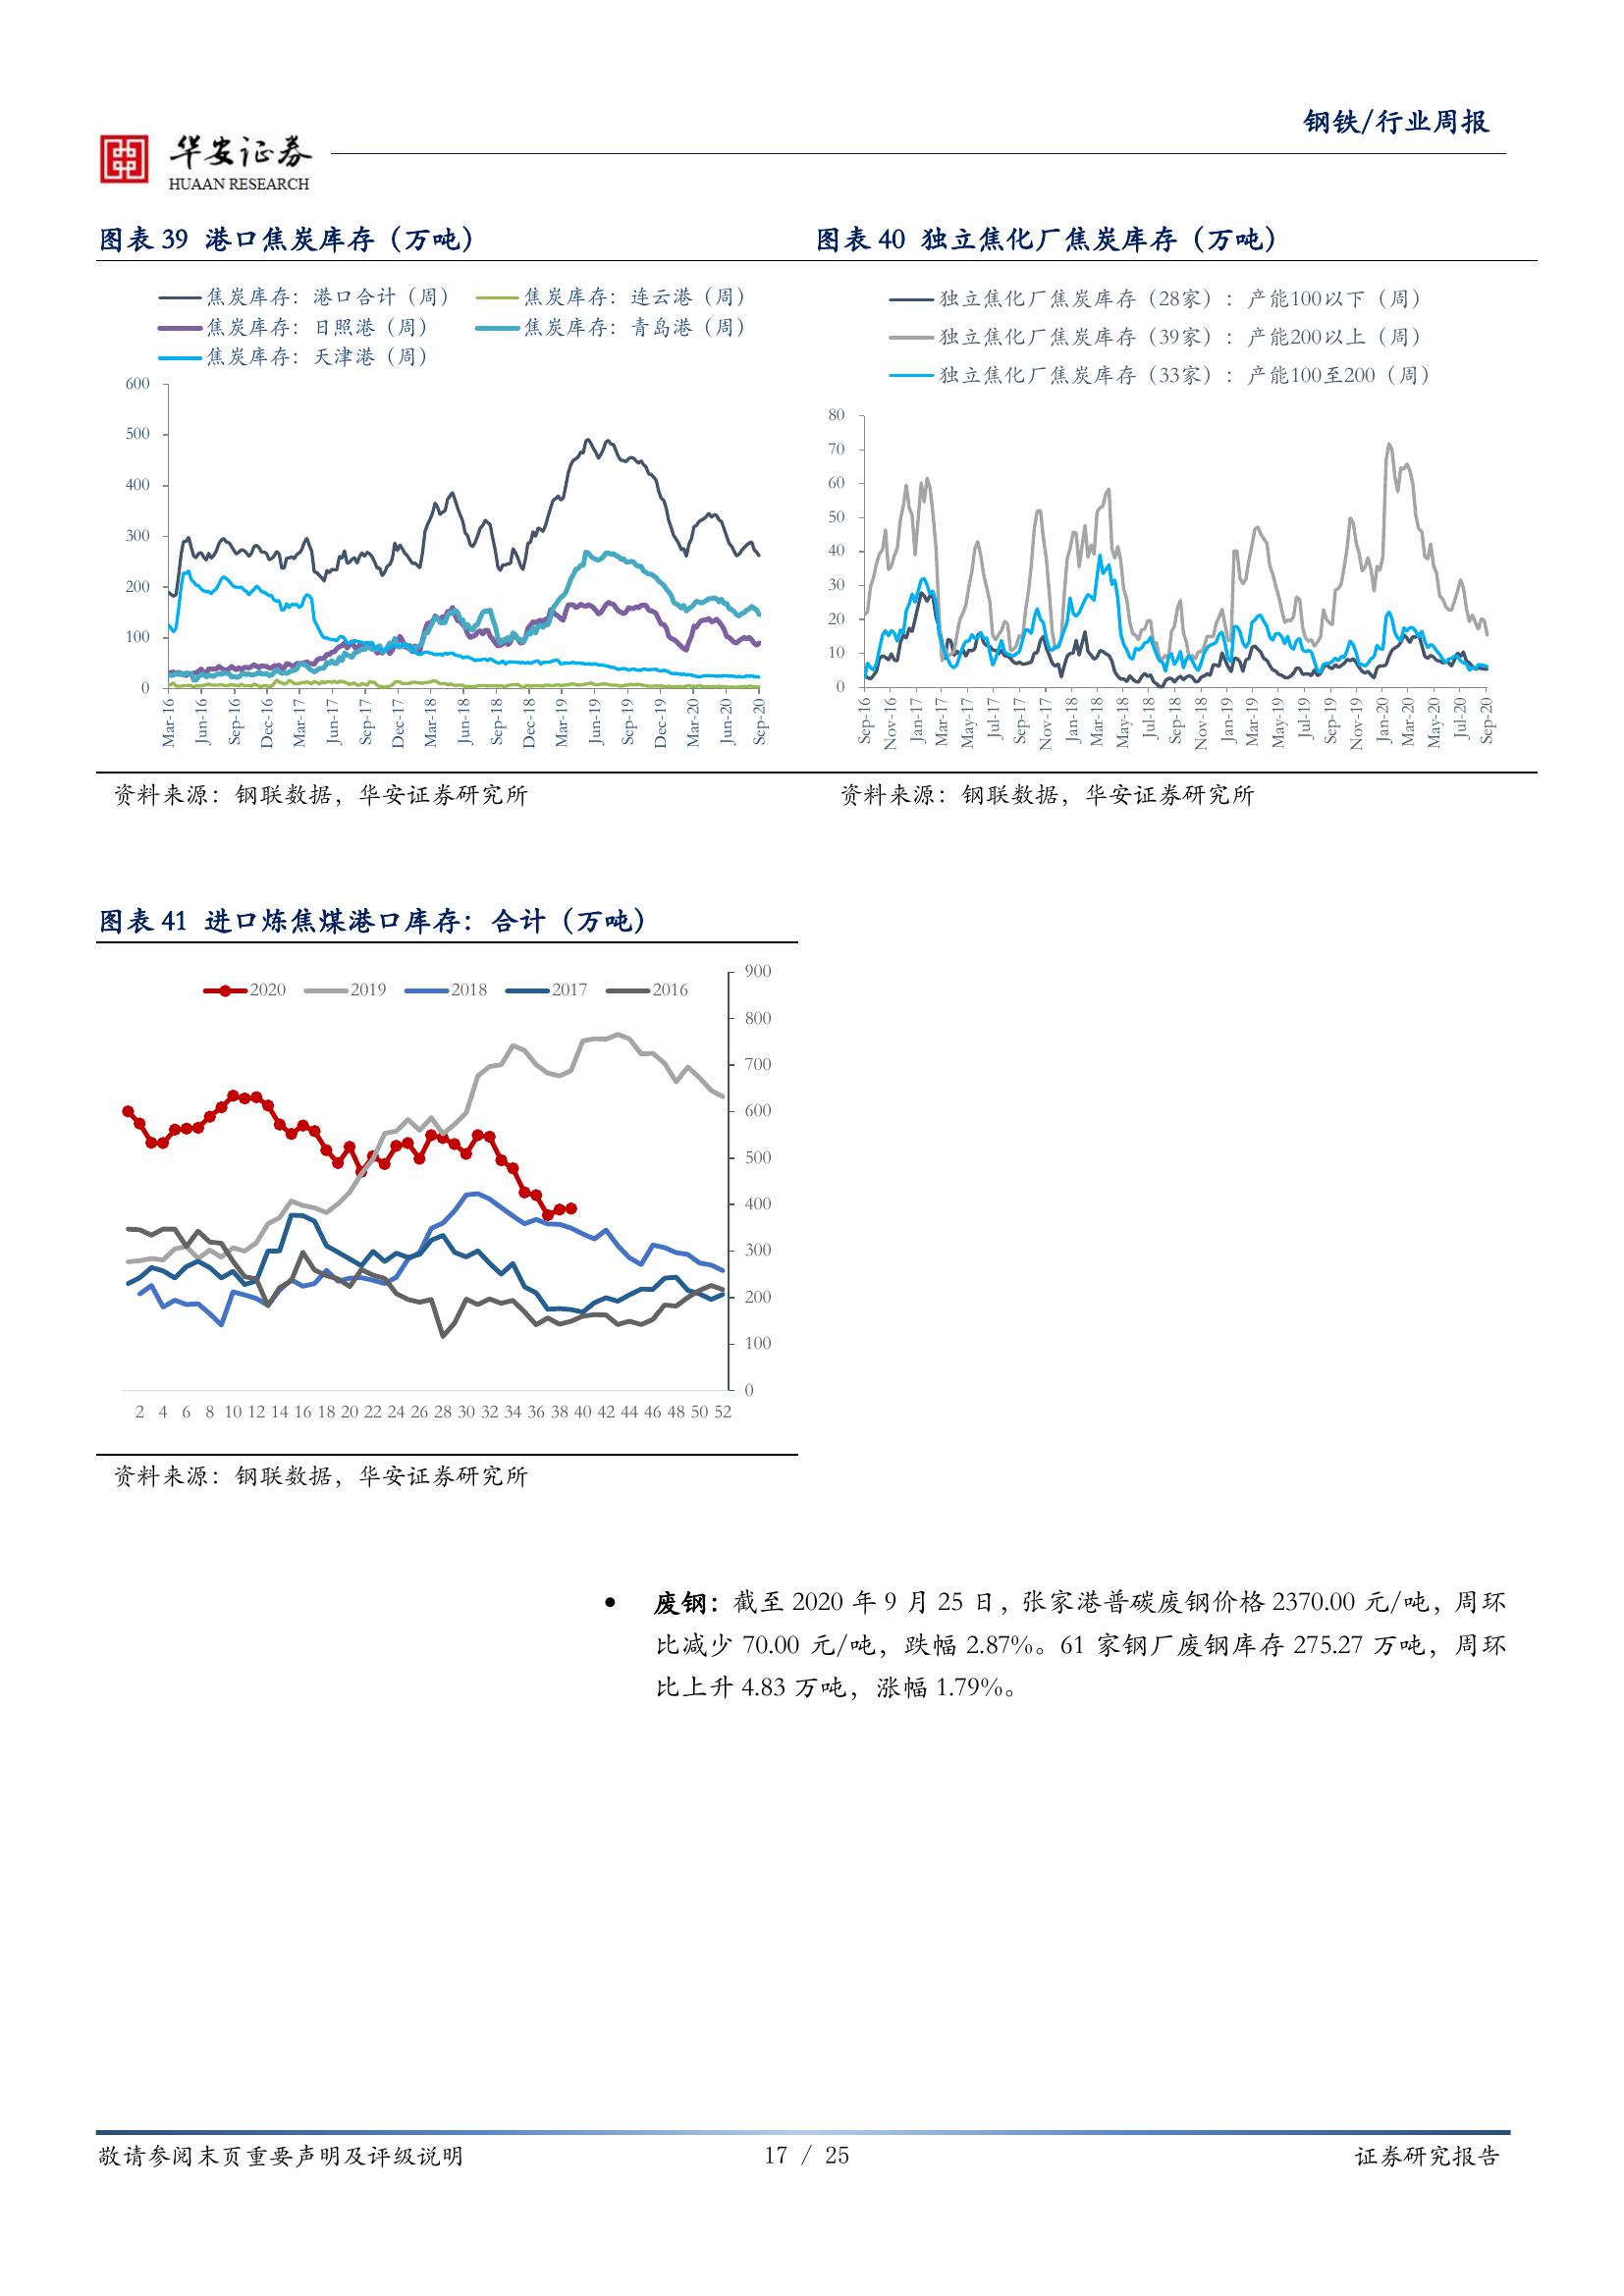 钢铁/行业周报
华安证券
HUAAN RESEARCH
图表 39 港口焦炭库存（万吨）
焦炭库存：港口合计（周） 焦炭库存：连云港（周）
焦炭库存：日照港（周） 焦炭库存：青岛港（周）
焦炭库存：天津港（周）
600
500
400
300
200
100
0
Mar-16 Jun-16 Sep-16 Dec-16 Mar-17 Jun-17 Sep-17 Dec-17 Mar-18 Jun-18 Sep-18 Dec-18 Mar-19 Jun-19 Sep-19 Dec-19 Mar-20 Jun-20 Sep-20
资料来源：钢联数据，华安证券研究所
图表 40 独立焦化厂焦炭库存（万吨）
独立焦化厂焦炭库存（28家）：产能100以下（周）
独立焦化厂焦炭库存（39家）：产能200以上（周）
独立焦化厂焦炭库存（33家）：产能100至200（周）
80
70
60
50
40
30
20
10
0
Sep-16 Nov-16 Jan-17 Mar-17 May-17 Jul-17 Sep-17 Nov-17 Jan-18 Mar-18 May-18 Jul-18 Sep-18 Nov-18 Jan-19 Mar-19 May-19 Jul-19 Sep-19 Nov-19 Jan-20 Mar-20 May-20 Jul-20 Sep-20
资料来源：钢联数据，华安证券研究所
图表 41 进口炼焦煤港口库存：合计（万吨）
2020 2019 2018 2017 2016
900
800
700
600
500
400
300
200
100
0
2 4 6 8 10 12 14 16 18 20 22 24 26 28 30 32 34 36 38 40 42 44 46 48 50 52
资料来源：钢联数据，华安证券研究所
• 废钢：截至 2020 年 9 月 25 日，张家港普碳废钢价格 2370.00 元/吨，周环
比减少 70.00 元/吨，跌幅 2.87%。61 家钢厂废钢库存 275.27 万吨，周环
比上升 4.83 万吨，涨幅 1.79%。
敬请参阅末页重要声明及评级说明 17 / 25 证券研究报告